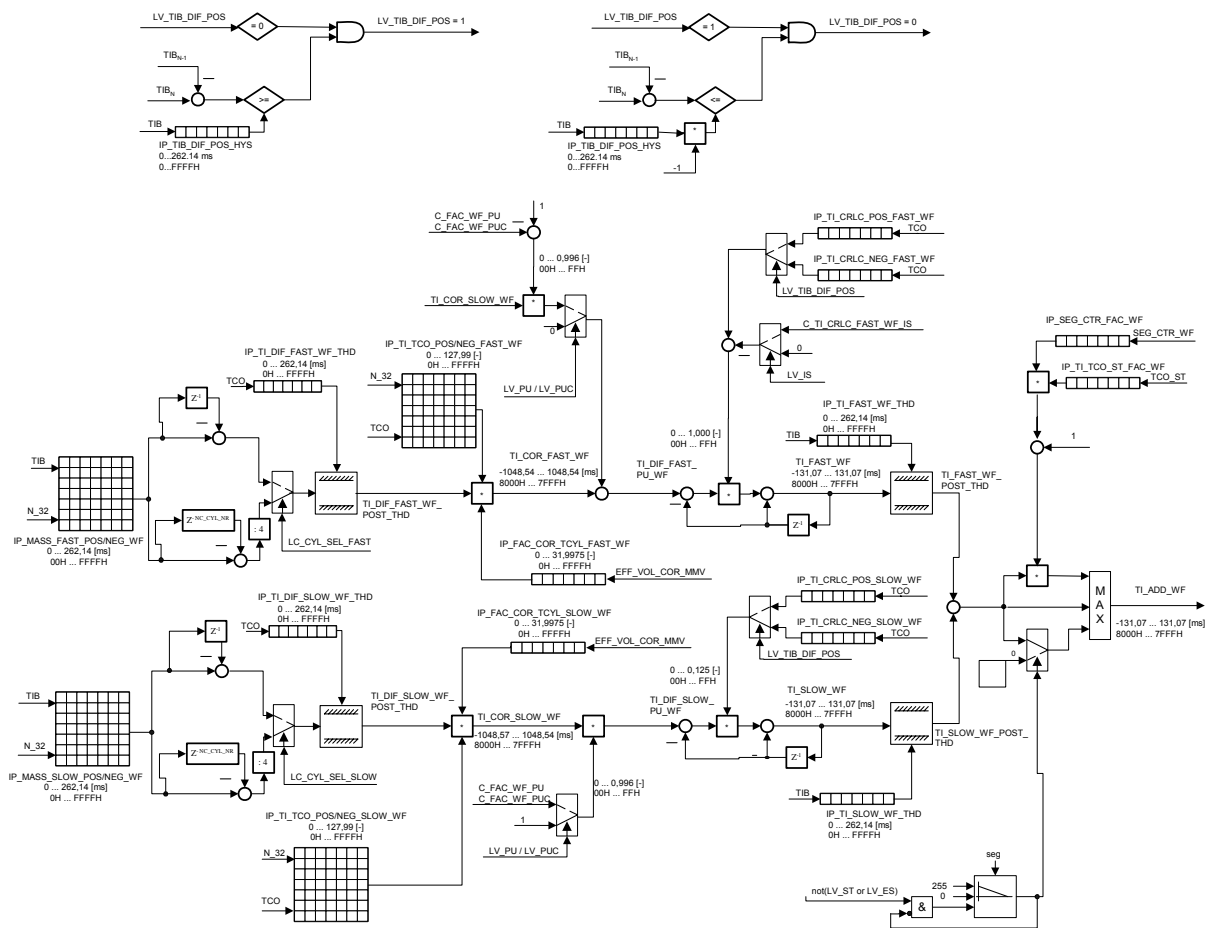 LV_TIB_DIF_POS
= 0
LV_TIB_DIF_POS = 1
TIB_N-1
TIB_N
>=
TIB
IP_TIB_DIF_POS_HYS
0...262.14 ms
0...FFFFH
LV_TIB_DIF_POS
= 1
LV_TIB_DIF_POS = 0
TIB_N-1
TIB_N
<=
TIB
*
IP_TIB_DIF_POS_HYS
0...262.14 ms
0...FFFFH
-1
1
C_FAC_WF_PU
C_FAC_WF_PUC
0 ... 0,996 [-]
00H ... FFH
TI_COR_SLOW_WF
*
0
LV_PU / LV_PUC
IP_TI_CRLC_POS_FAST_WF
TCO
IP_TI_CRLC_NEG_FAST_WF
TCO
LV_TIB_DIF_POS
C_TI_CRLC_FAST_WF_IS
0
LV_IS
IP_SEG_CTR_FAC_WF
SEG_CTR_WF
IP_TI_TCO_ST_FAC_WF
TCO_ST
*
1
IP_TI_DIF_FAST_WF_THD
0 ... 262,14 [ms]
0H ... FFFFH
TCO
IP_TI_TCO_POS/NEG_FAST_WF
0 ... 127,99 [-]
0H ... FFFFH
N_32
TCO
IP_TI_FAST_WF_THD
0 ... 262,14 [ms]
0H ... FFFFH
TIB
0 ... 1,000 [-]
00H ... FFH
Z-1
TIB
N_32
Z-NC_CYL_NR
: 4
LC_CYL_SEL_FAST
IP_MASS_FAST_POS/NEG_WF
0 ... 262,14 [ms]
00H ... FFFFH
TI_DIF_FAST_WF_
POST_THD
*
TI_COR_FAST_WF
-1048,54 ... 1048,54 [ms]
8000H ... 7FFFH
TI_DIF_FAST_
PU_WF
*
TI_FAST_WF
-131,07 ... 131,07 [ms]
8000H ... 7FFFH
Z-1
TI_FAST_WF_
POST_THD
IP_FAC_COR_TCYL_FAST_WF
0 ... 31,9975 [-]
0H ... FFFFH
EFF_VOL_COR_MMV
*
M
A
X
TI_ADD_WF
-131,07 ... 131,07 [ms]
8000H ... 7FFFH
0
IP_TI_DIF_SLOW_WF_THD
0 ... 262,14 [ms]
0H ... FFFFH
TCO
IP_FAC_COR_TCYL_SLOW_WF
0 ... 31,9975 [-]
0H ... FFFFH
EFF_VOL_COR_MMV
IP_TI_CRLC_POS_SLOW_WF
TCO
IP_TI_CRLC_NEG_SLOW_WF
TCO
LV_TIB_DIF_POS
0 ... 0,125 [-]
00H ... FFH
Z-1
TIB
N_32
Z-NC_CYL_NR
: 4
LC_CYL_SEL_SLOW
IP_MASS_SLOW_POS/NEG_WF
0 ... 262,14 [ms]
0H ... FFFFH
TI_DIF_SLOW_WF_
POST_THD
*
TI_COR_SLOW_WF
-1048,57 ... 1048,54 [ms]
8000H ... 7FFFH
*
TI_DIF_SLOW_
PU_WF
*
TI_SLOW_WF
-131,07 ... 131,07 [ms]
8000H ... 7FFFH
Z-1
TI_SLOW_WF_POST_
THD
0 ... 0,996 [-]
00H ... FFH
C_FAC_WF_PU
C_FAC_WF_PUC
1
LV_PU / LV_PUC
TIB
IP_TI_SLOW_WF_THD
0 ... 262,14 [ms]
0H ... FFFFH
IP_TI_TCO_POS/NEG_SLOW_WF
0 ... 127,99 [-]
0H ... FFFFH
N_32
TCO
seg
not(LV_ST or LV_ES)
255
0
&